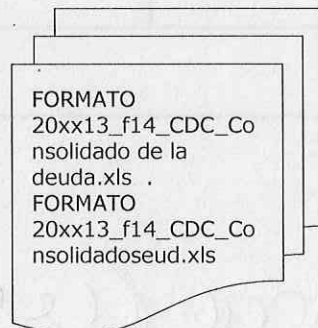 FORMATO
20xx13_f14_CDC_Co
nsolidado de la
deuda.xls .
FORMATO
20xx13_f14_CDC_Co
nsolidadoseud.xls